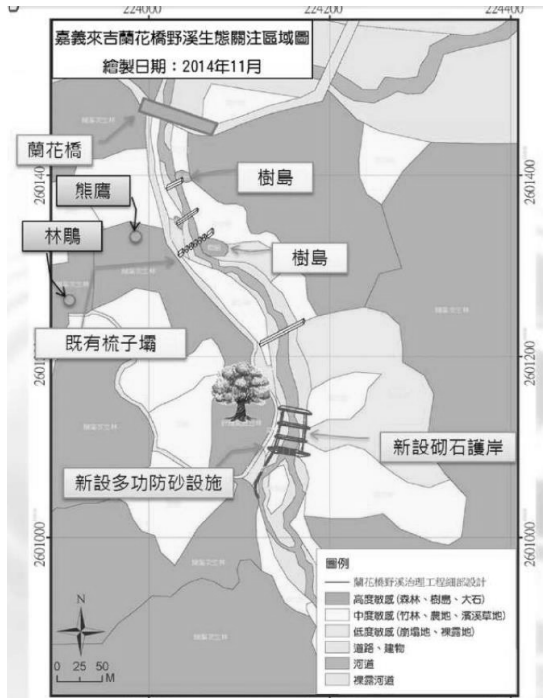 224000
224200
224400
嘉義來吉蘭花橋野溪生態關注區域圖
繪製日期：2014年11月
蘭花橋
2601400
2601400
樹島
熊鷹
林鵰
樹島
既有梳子壩
2601200
新設砌石護岸
新設多功防砂設施
2601000
2601000
圖例
蘭花橋野溪治理工程細部設計
高度敏感(森林、樹島、大石)
中度敏感(竹林、農地、濱溪草地)
低度敏感(崩塌地、裸露地)
道路、建物
河道
裸露河道
N
0 25 50
M